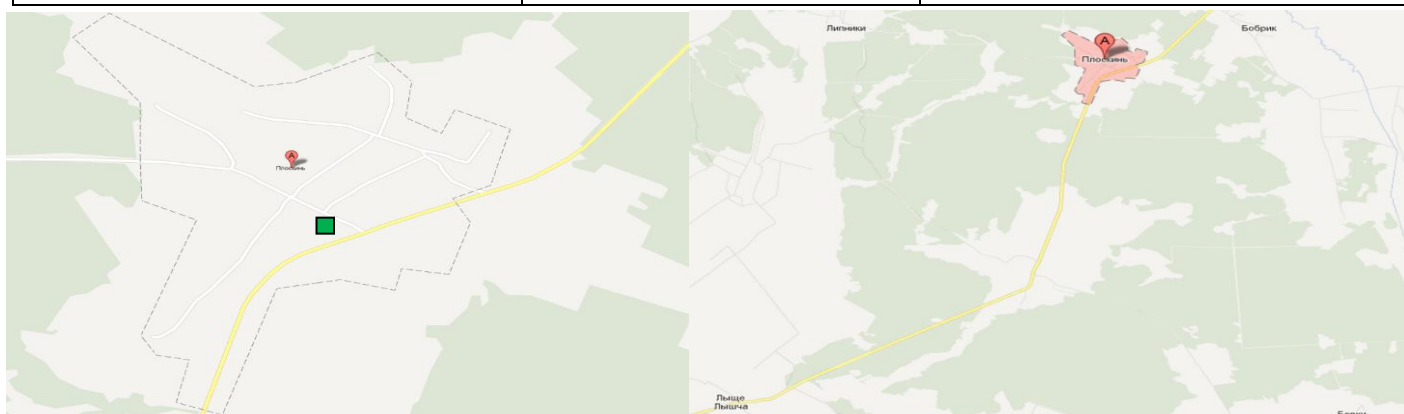 А
Плоскинь
Липники
Бобрик
А
Плоскинь
Лыще
Лышча